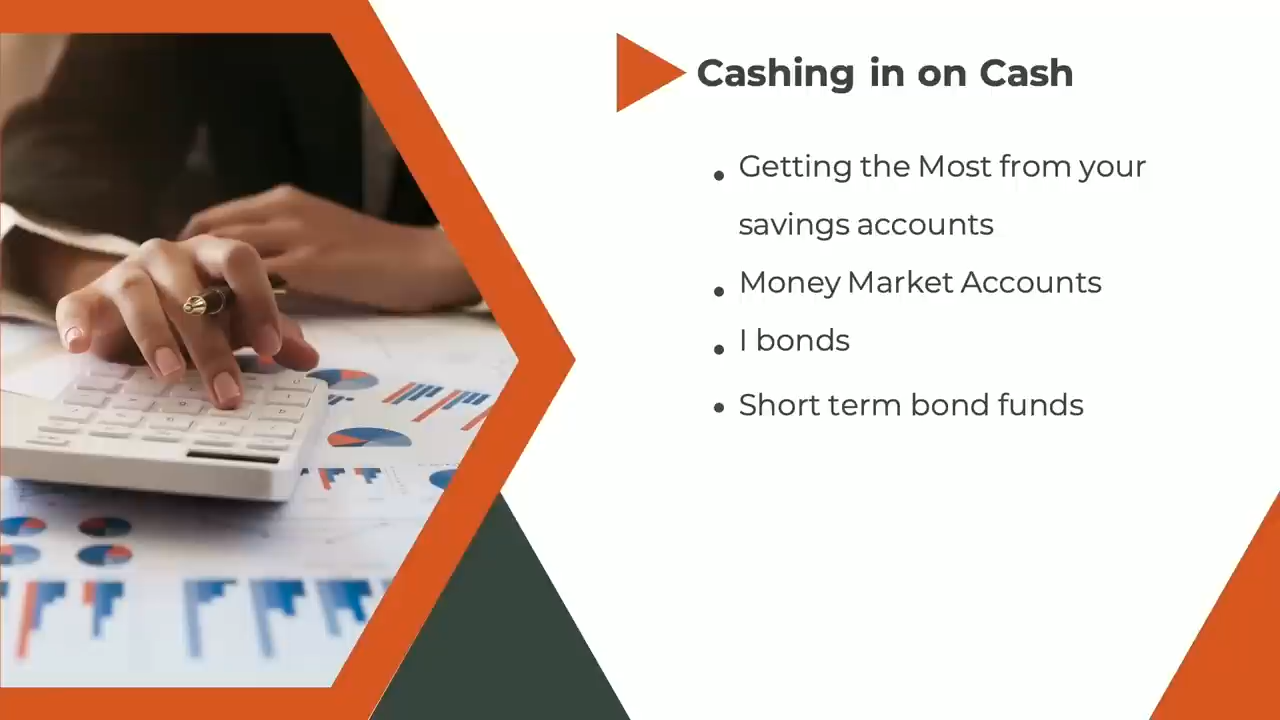 Cashing in on Cash
• Getting the Most from your
savings accounts
• Money Market Accounts
• I bonds
• Short term bond funds